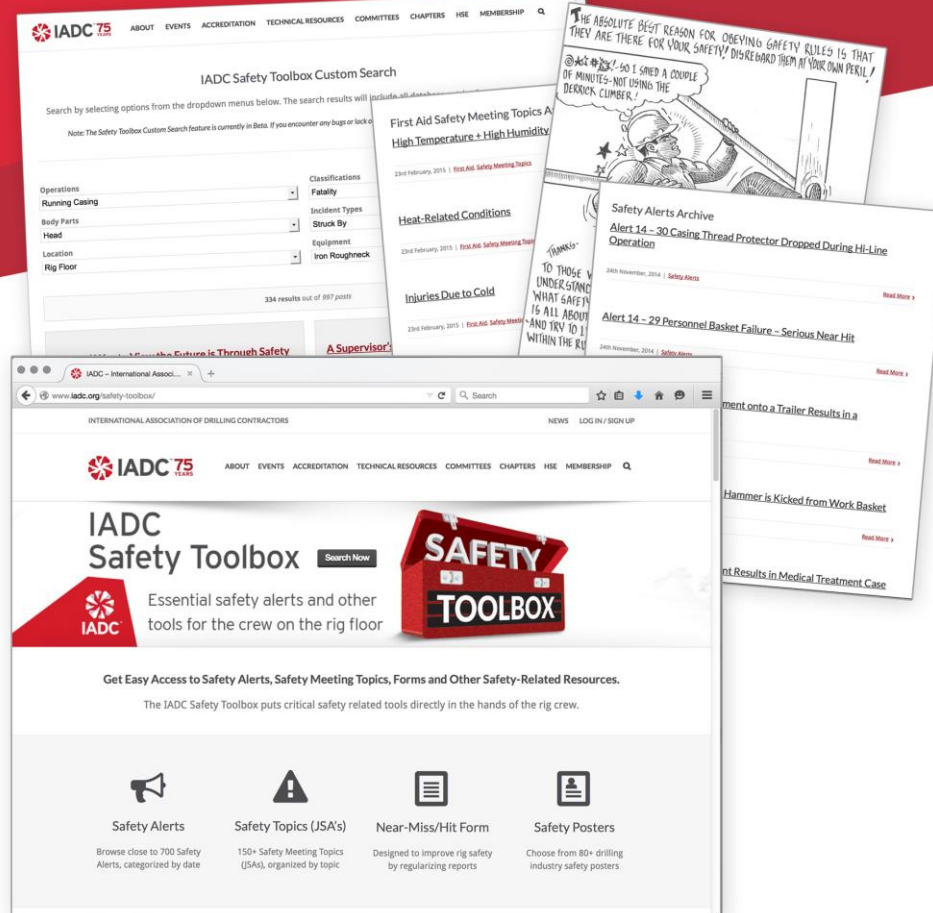 IADC 75 YEARS
ABOUT EVENTS ACCREDITATION TECHNICAL RESOURCES COMMITTEES CHAPTERS HSE MEMBERSHIP
IADC Safety Toolbox Custom Search
Search by selecting options from the dropdown menus below. The search results will include all
Note: The Safety Toolbox Custom Search feature is currently in Beta. If you encounter any bugs or lack
Operations
Running Casing
Body Parts
Head
Location
Rig Floor
Classifications
Fatality
Incident Types
Struck By
Equipment
Iron Roughneck
334 results out of 997 posts
the Future is Through Safety
A Supervisor's
First Aid Safety Meeting Topics
High Temperature + High Humidity
23rd February, 2015 | First Aid, Safety Meeting Topics
Heat-Related Conditions
23rd February, 2015 | First Aid, Safety Meeting
Injuries Due to Cold
23rd February, 2015 | First Aid, Safety
THE ABSOLUTE BEST REASON FOR OBEYING SAFETY RULES IS THAT
THEY ARE THERE FOR YOUR SAFETY! DISREGARD THEM AT YOUR OWN PERIL!
-SO I SAVED A COUPLE
OF MINUTES-NOT USING THE
DERRICK CLIMBER!
THANKS-
TO THOSE
UNDERSTAND
WHAT SAFETY
IS ALL ABOUT
-AND TRY TO
WITHIN THE
Safety Alerts Archive
Alert 14 – 30 Casing Thread Protector Dropped During Hi-Line
Operation
24th November, 2014 | Safety Alerts
Read More >
Alert 14 – 29 Personnel Basket Failure – Serious Near Hit
24th November, 2014 | Safety Alerts
Read More >
onto a Trailer Results in a
Read More >
Hammer is Kicked from Work Basket
Read More >
Results in Medical Treatment Case
IADC – International Associ...
www.iadc.org/safety-toolbox/
Search
INTERNATIONAL ASSOCIATION OF DRILLING CONTRACTORS NEWS LOG IN / SIGN UP
IADC 75 YEARS
ABOUT EVENTS ACCREDITATION TECHNICAL RESOURCES COMMITTEES CHAPTERS HSE MEMBERSHIP
IADC
Safety Toolbox
Search Now
IADC
Essential safety alerts and other
tools for the crew on the rig floor
SAFETY
TOOLBOX
Get Easy Access to Safety Alerts, Safety Meeting Topics, Forms and Other Safety-Related Resources.
The IADC Safety Toolbox puts critical safety related tools directly in the hands of the rig crew.
Safety Alerts
Browse close to 700 Safety
Alerts, categorized by date
Safety Topics (JSA's)
150+ Safety Meeting Topics
(JSAs), organized by topic
Near-Miss/Hit Form
Designed to improve rig safety
by regularizing reports
Safety Posters
Choose from 80+ drilling
industry safety posters